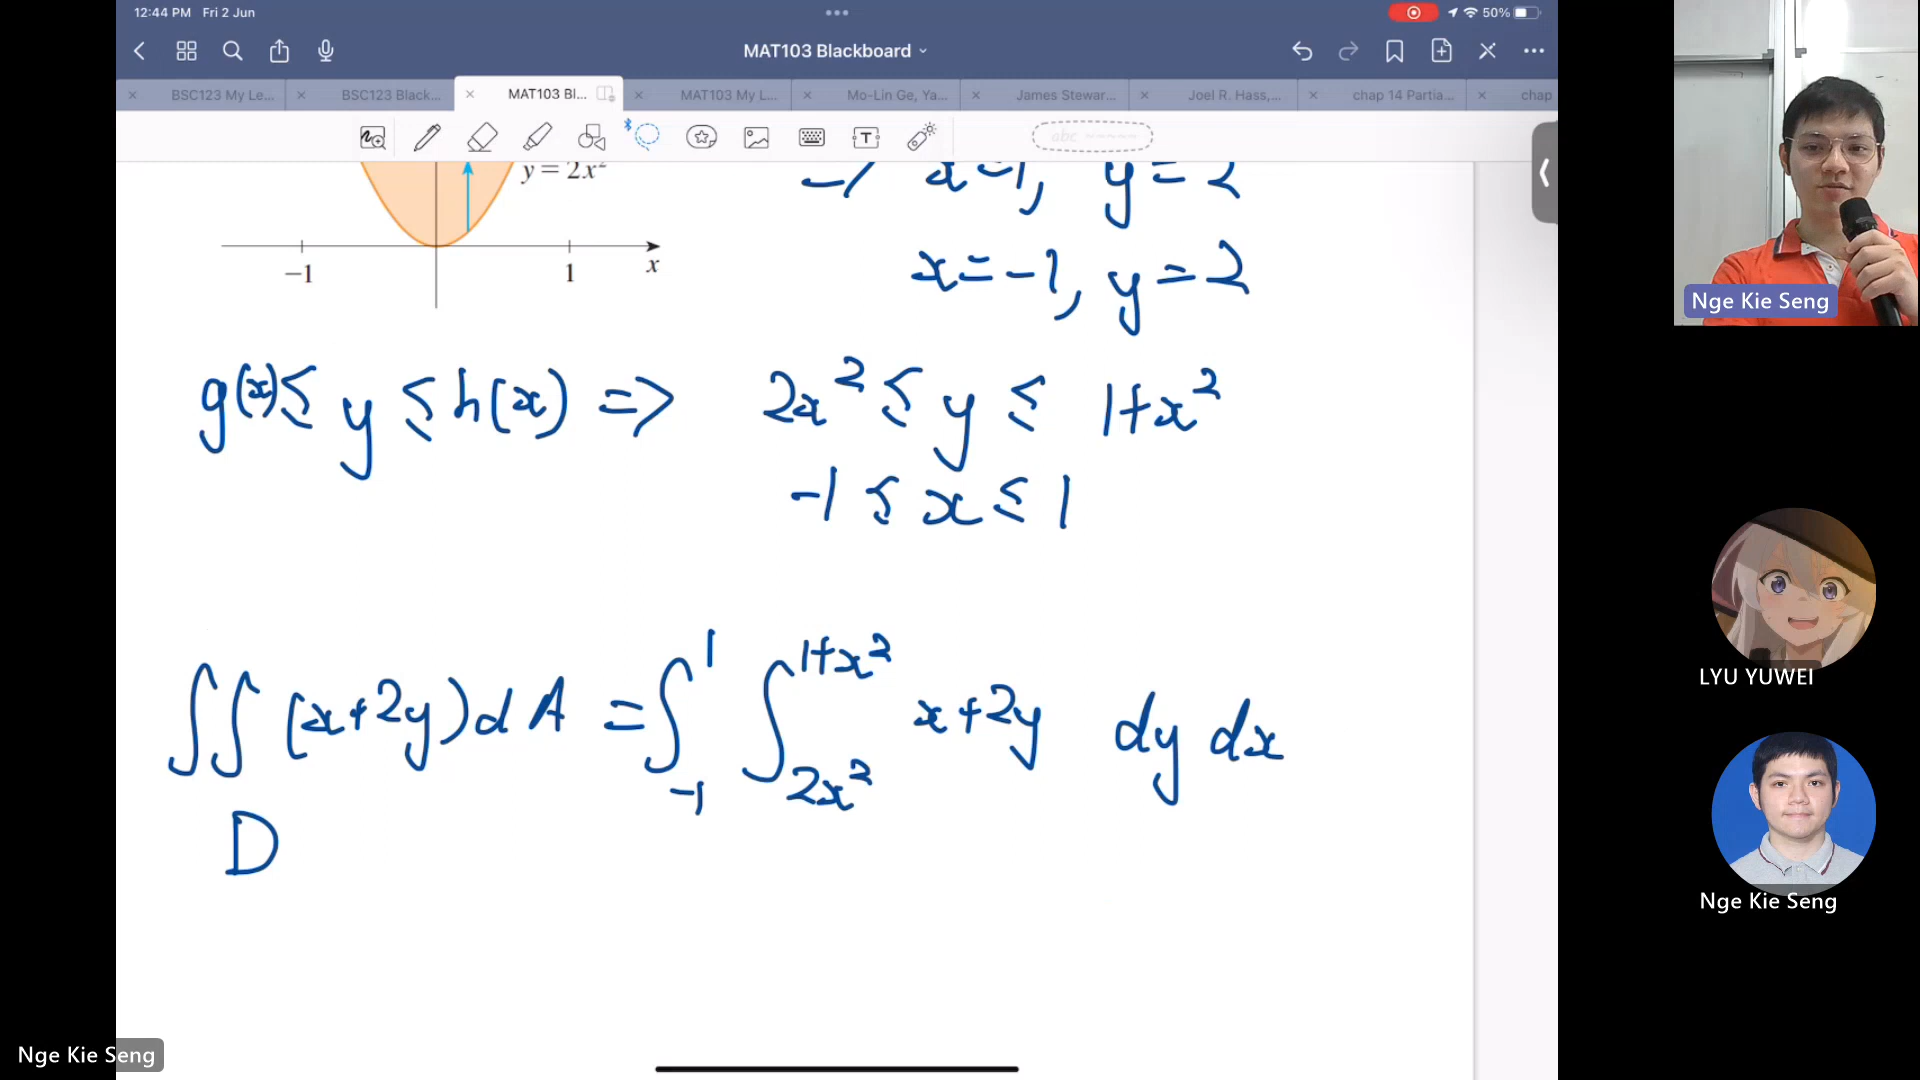 12:44 PM Fri 2 Jun
50%
MAT103 Blackboard
BSC123 My Le...
BSC123 Black...
MAT103 Bl...
MAT103 My L...
Mo-Lin Ge, Ya...
James Stewar...
Joel R. Hass,...
chap 14 Partia...
chap
abc
y = 2x²
−1
1
x
→ x=1, y=2
x=-1, y=2
g(x)≤ y ≤h(x) => 2x² ≤ y ≤ 1+x²
-1 ≤ x ≤ 1
∬ (x+2y)dA = ∫₋₁¹ ∫_{2x²}^{1+x²} x+2y dy dx
D
Nge Kie Seng
LYU YUWEI
Nge Kie Seng
Nge Kie Seng